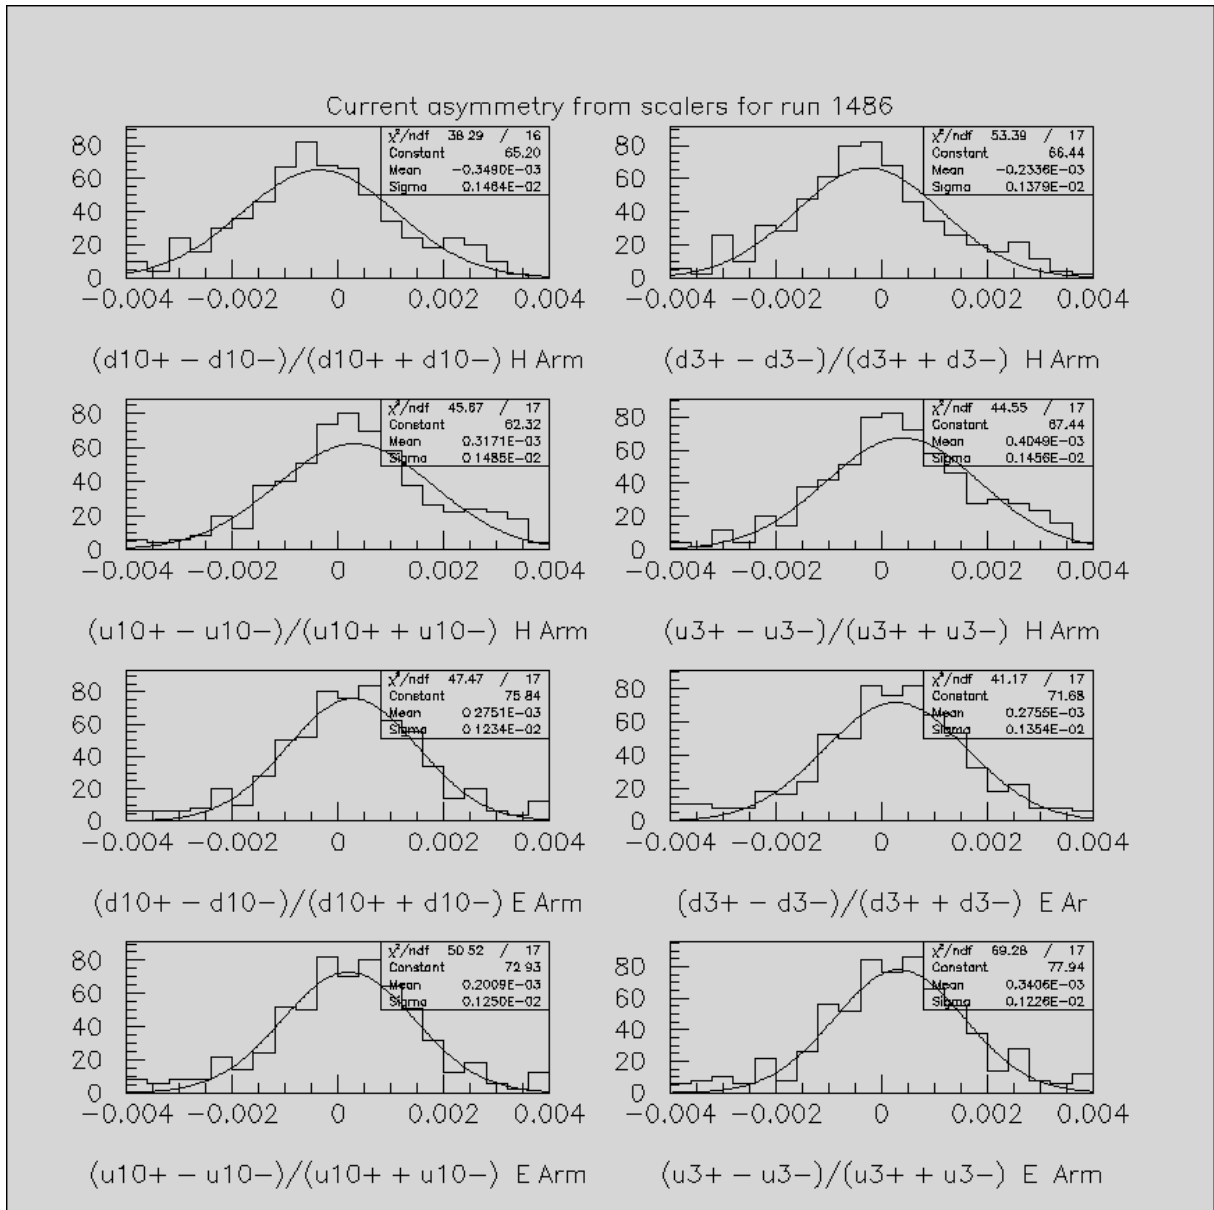 Current asymmetry from scalers for run 1486
χ²/ndf 38.29 / 16
Constant 65.20
Mean −0.3490E−03
Sigma 0.1464E−02
80
60
40
20
0
−0.004 −0.002 0 0.002 0.004
(d10+ − d10−)/(d10+ + d10−) H Arm
χ²/ndf 53.39 / 17
Constant 66.44
Mean −0.2336E−03
Sigma 0.1379E−02
80
60
40
20
0
−0.004 −0.002 0 0.002 0.004
(d3+ − d3−)/(d3+ + d3−) H Arm
χ²/ndf 45.67 / 17
Constant 62.32
Mean 0.3171E−03
Sigma 0.1485E−02
80
60
40
20
0
−0.004 −0.002 0 0.002 0.004
(u10+ − u10−)/(u10+ + u10−) H Arm
χ²/ndf 44.55 / 17
Constant 67.44
Mean 0.4049E−03
Sigma 0.1456E−02
80
60
40
20
0
−0.004 −0.002 0 0.002 0.004
(u3+ − u3−)/(u3+ + u3−) H Arm
χ²/ndf 47.47 / 17
Constant 75.84
Mean 0.2751E−03
Sigma 0.1234E−02
80
60
40
20
0
−0.004 −0.002 0 0.002 0.004
(d10+ − d10−)/(d10+ + d10−) E Arm
χ²/ndf 41.17 / 17
Constant 71.68
Mean 0.2755E−03
Sigma 0.1354E−02
80
60
40
20
0
−0.004 −0.002 0 0.002 0.004
(d3+ − d3−)/(d3+ + d3−) E Ar
χ²/ndf 50.52 / 17
Constant 72.93
Mean 0.2009E−03
Sigma 0.1250E−02
80
60
40
20
0
−0.004 −0.002 0 0.002 0.004
(u10+ − u10−)/(u10+ + u10−) E Arm
χ²/ndf 69.28 / 17
Constant 77.94
Mean 0.3406E−03
Sigma 0.1226E−02
80
60
40
20
0
−0.004 −0.002 0 0.002 0.004
(u3+ − u3−)/(u3+ + u3−) E Arm